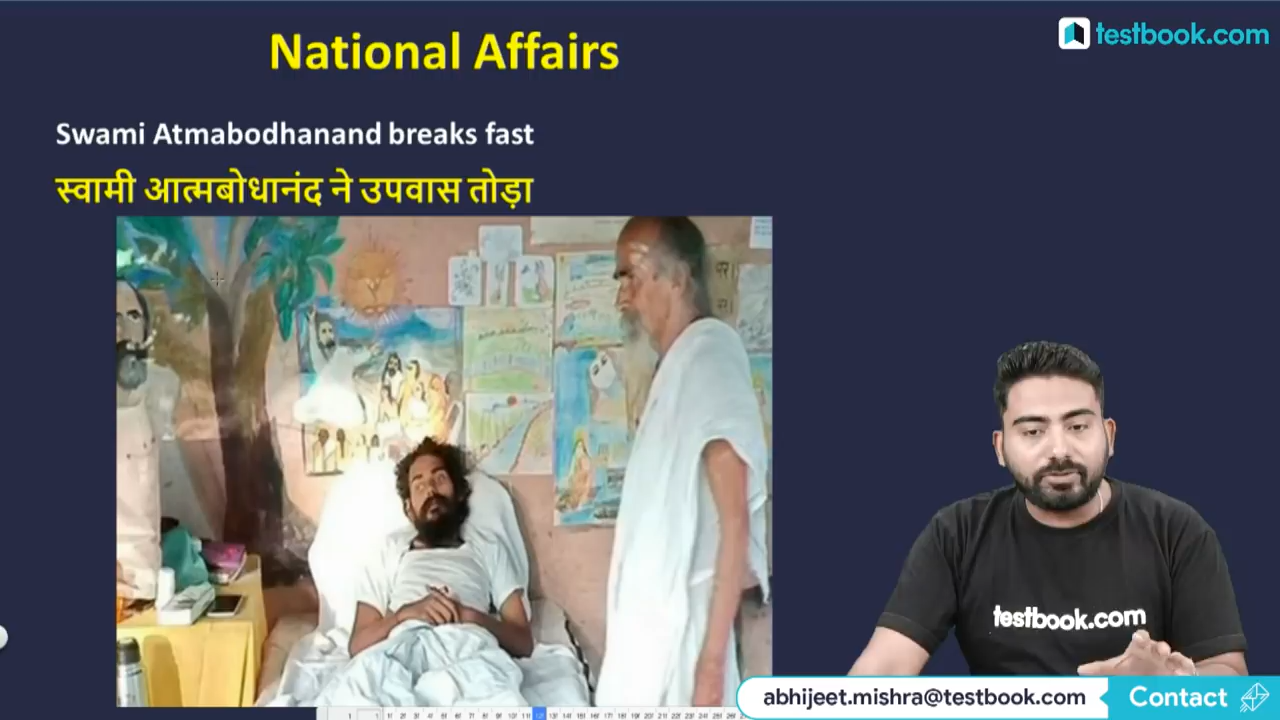 National Affairs
testbook.com
Swami Atmabodhanand breaks fast
स्वामी आत्मबोधानंद ने उपवास तोड़ा
testbook.com
abhijeet.mishra@testbook.com
Contact